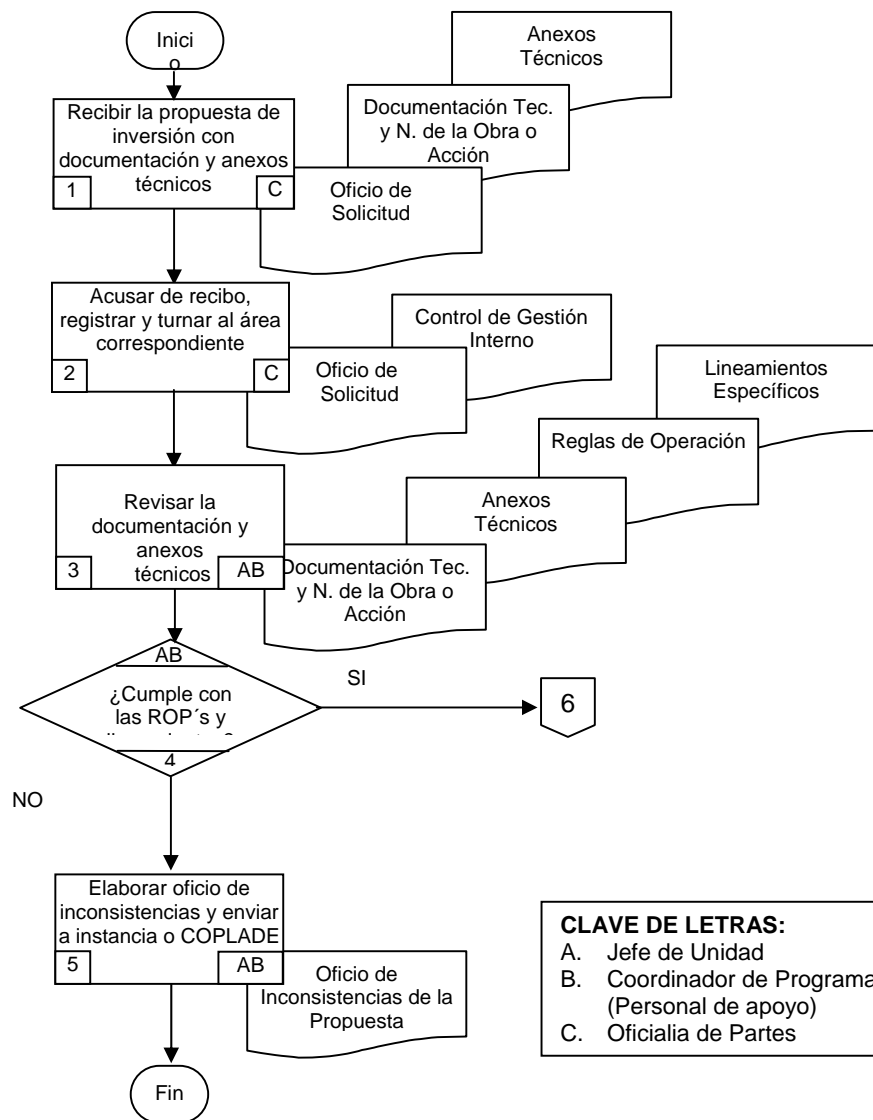 Inici
o
Anexos
Técnicos
Recibir la propuesta de
inversión con
documentación y anexos
técnicos
1
C
Documentación Tec.
y N. de la Obra o
Acción
Oficio de
Solicitud
Acusar de recibo,
registrar y turnar al área
correspondiente
2
C
Control de Gestión
Interno
Oficio de
Solicitud
Lineamientos
Específicos
Reglas de Operación
Revisar la
documentación y
anexos
técnicos
3
AB
Anexos
Técnicos
Documentación Tec.
y N. de la Obra o
Acción
AB
¿Cumple con
las ROP´s y
4
SI
6
NO
Elaborar oficio de
inconsistencias y enviar
a instancia o COPLADE
5
AB
Oficio de
Inconsistencias de la
Propuesta
Fin
CLAVE DE LETRAS:
A. Jefe de Unidad
B. Coordinador de Programa
(Personal de apoyo)
C. Oficialia de Partes